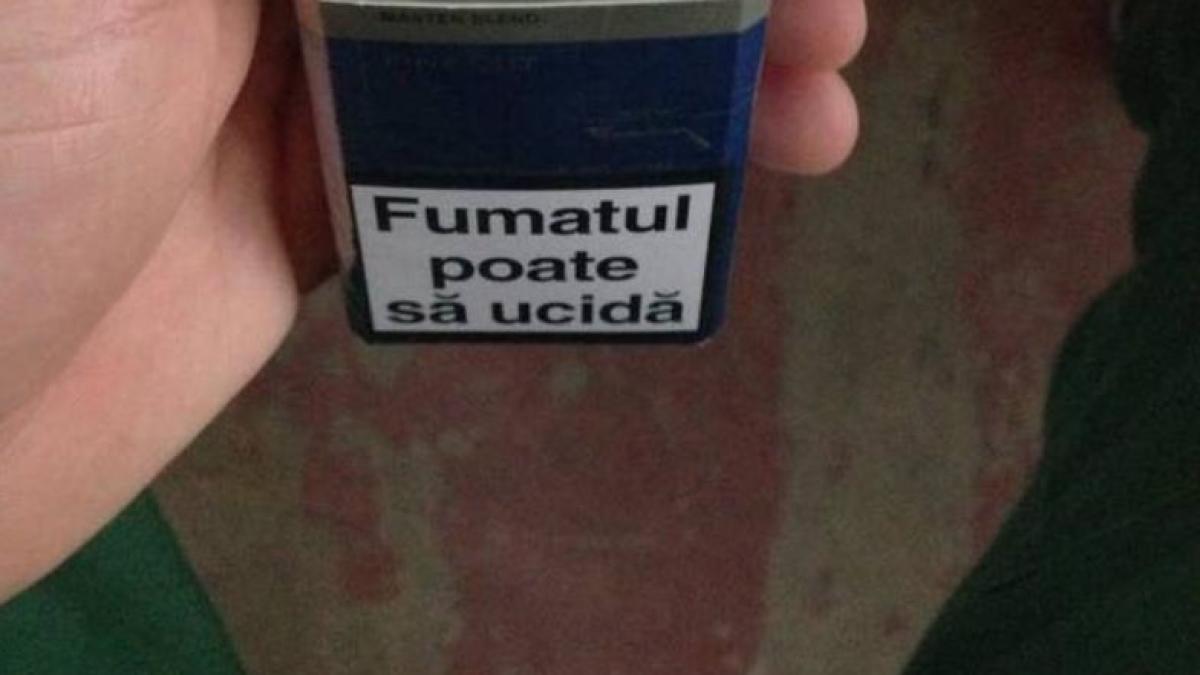 MASTER BLEND
Fumatul
poate
să ucidă